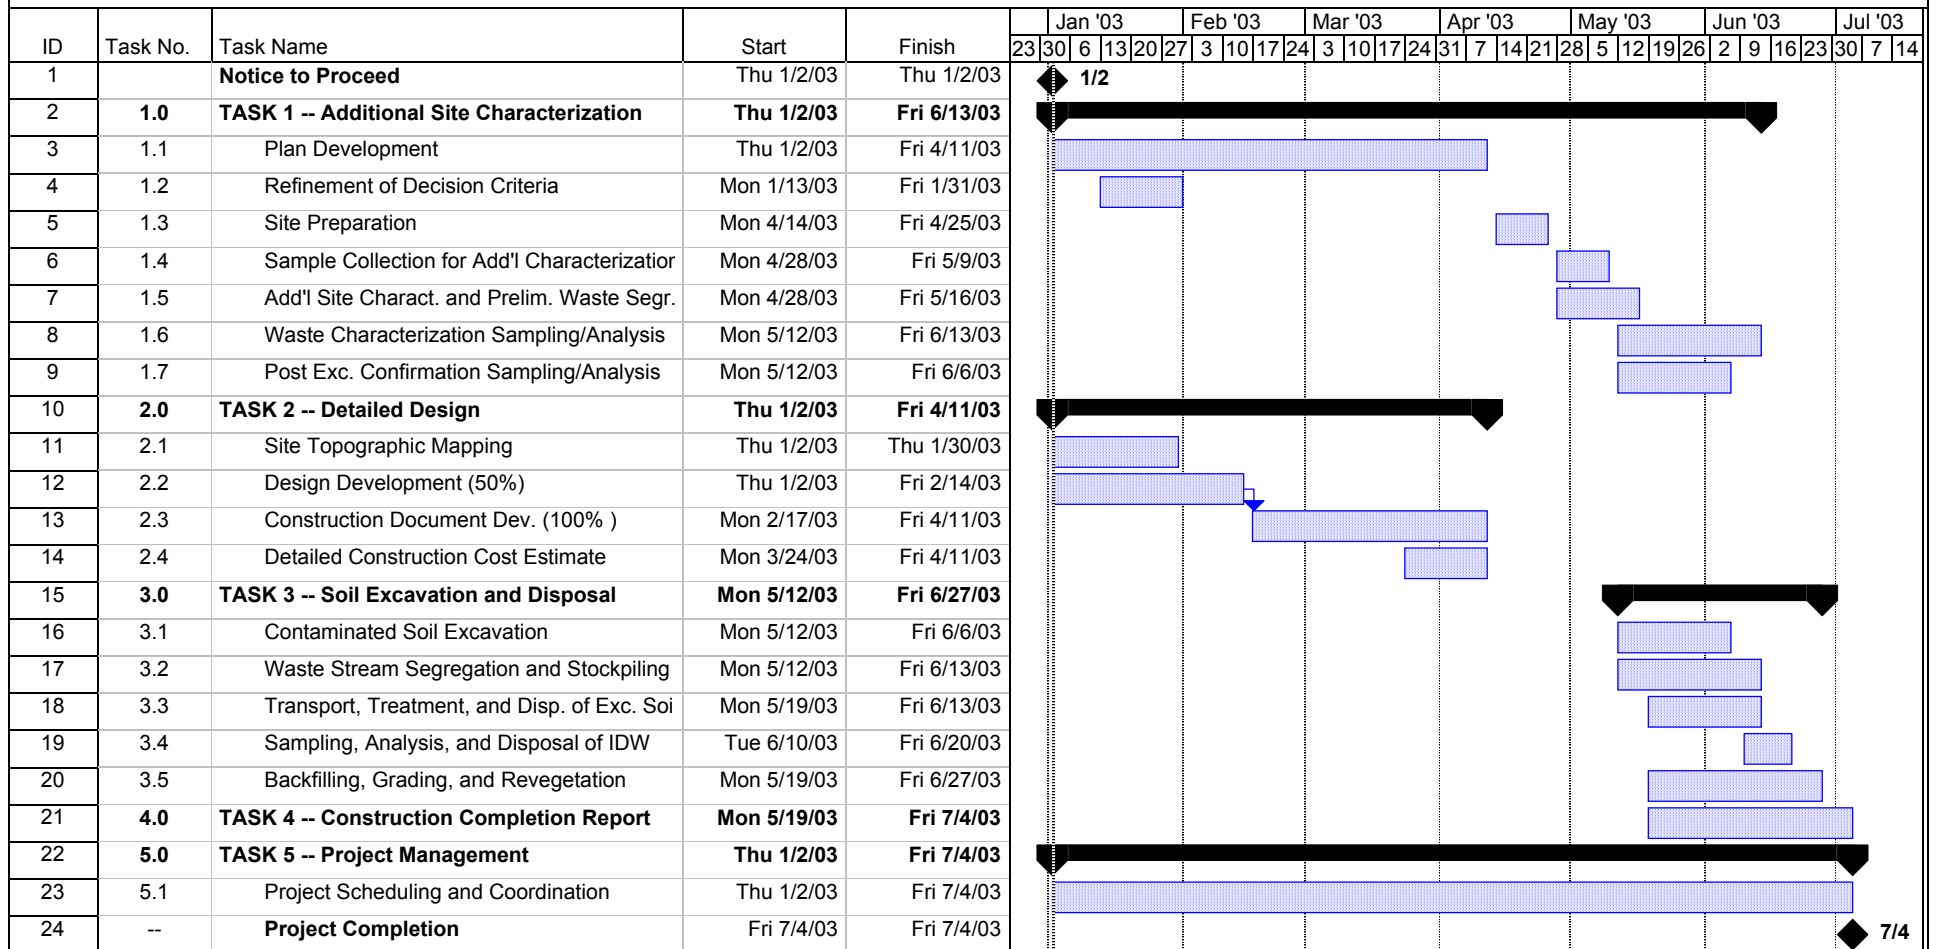 Jan '03 Feb '03 Mar '03 Apr '03 May '03 Jun '03 Jul '03
ID Task No. Task Name Start Finish 23 30 6 13 20 27 3 10 17 24 3 10 17 24 31 7 14 21 28 5 12 19 26 2 9 16 23 30 7 14
1 Notice to Proceed Thu 1/2/03 Thu 1/2/03 1/2
2 1.0 TASK 1 -- Additional Site Characterization Thu 1/2/03 Fri 6/13/03
3 1.1 Plan Development Thu 1/2/03 Fri 4/11/03
4 1.2 Refinement of Decision Criteria Mon 1/13/03 Fri 1/31/03
5 1.3 Site Preparation Mon 4/14/03 Fri 4/25/03
6 1.4 Sample Collection for Add'l Characterizatior Mon 4/28/03 Fri 5/9/03
7 1.5 Add'l Site Charact. and Prelim. Waste Segr. Mon 4/28/03 Fri 5/16/03
8 1.6 Waste Characterization Sampling/Analysis Mon 5/12/03 Fri 6/13/03
9 1.7 Post Exc. Confirmation Sampling/Analysis Mon 5/12/03 Fri 6/6/03
10 2.0 TASK 2 -- Detailed Design Thu 1/2/03 Fri 4/11/03
11 2.1 Site Topographic Mapping Thu 1/2/03 Thu 1/30/03
12 2.2 Design Development (50%) Thu 1/2/03 Fri 2/14/03
13 2.3 Construction Document Dev. (100% ) Mon 2/17/03 Fri 4/11/03
14 2.4 Detailed Construction Cost Estimate Mon 3/24/03 Fri 4/11/03
15 3.0 TASK 3 -- Soil Excavation and Disposal Mon 5/12/03 Fri 6/27/03
16 3.1 Contaminated Soil Excavation Mon 5/12/03 Fri 6/6/03
17 3.2 Waste Stream Segregation and Stockpiling Mon 5/12/03 Fri 6/13/03
18 3.3 Transport, Treatment, and Disp. of Exc. Soi Mon 5/19/03 Fri 6/13/03
19 3.4 Sampling, Analysis, and Disposal of IDW Tue 6/10/03 Fri 6/20/03
20 3.5 Backfilling, Grading, and Revegetation Mon 5/19/03 Fri 6/27/03
21 4.0 TASK 4 -- Construction Completion Report Mon 5/19/03 Fri 7/4/03
22 5.0 TASK 5 -- Project Management Thu 1/2/03 Fri 7/4/03
23 5.1 Project Scheduling and Coordination Thu 1/2/03 Fri 7/4/03
24 -- Project Completion Fri 7/4/03 Fri 7/4/03 7/4